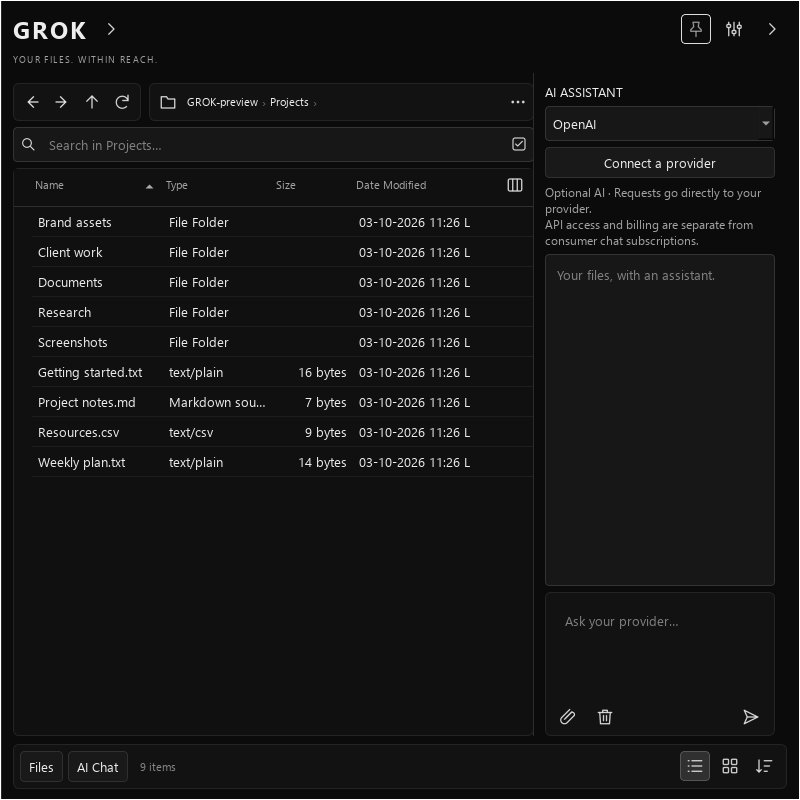 GROK
YOUR FILES. WITHIN REACH.
GROK-preview › Projects ›
Search in Projects...
Name Type Size Date Modified
Brand assets File Folder 03-10-2026 11:26 L
Client work File Folder 03-10-2026 11:26 L
Documents File Folder 03-10-2026 11:26 L
Research File Folder 03-10-2026 11:26 L
Screenshots File Folder 03-10-2026 11:26 L
Getting started.txt text/plain 16 bytes 03-10-2026 11:26 L
Project notes.md Markdown sou... 7 bytes 03-10-2026 11:26 L
Resources.csv text/csv 9 bytes 03-10-2026 11:26 L
Weekly plan.txt text/plain 14 bytes 03-10-2026 11:26 L
AI ASSISTANT
OpenAI
Connect a provider
Optional AI · Requests go directly to your
provider.
API access and billing are separate from
consumer chat subscriptions.
Your files, with an assistant.
Ask your provider...
Files AI Chat 9 items